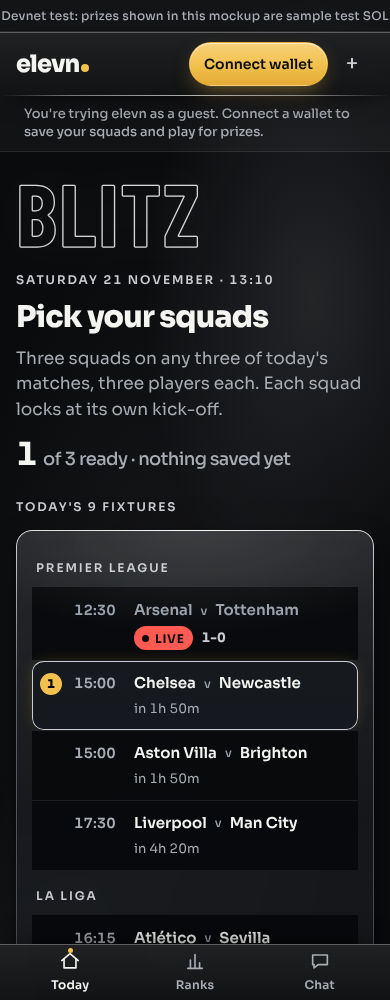 Devnet test: prizes shown in this mockup are sample test SOL
elevn.
Connect wallet
+
You're trying elevn as a guest. Connect a wallet to
save your squads and play for prizes.
BLITZ
SATURDAY 21 NOVEMBER · 13:10
Pick your squads
Three squads on any three of today's
matches, three players each. Each squad
locks at its own kick-off.
1 of 3 ready · nothing saved yet
TODAY'S 9 FIXTURES
PREMIER LEAGUE
12:30 Arsenal v Tottenham
LIVE 1-0
1 15:00 Chelsea v Newcastle
in 1h 50m
15:00 Aston Villa v Brighton
in 1h 50m
17:30 Liverpool v Man City
in 4h 20m
LA LIGA
16:15 Atlético v Sevilla
Today Ranks Chat